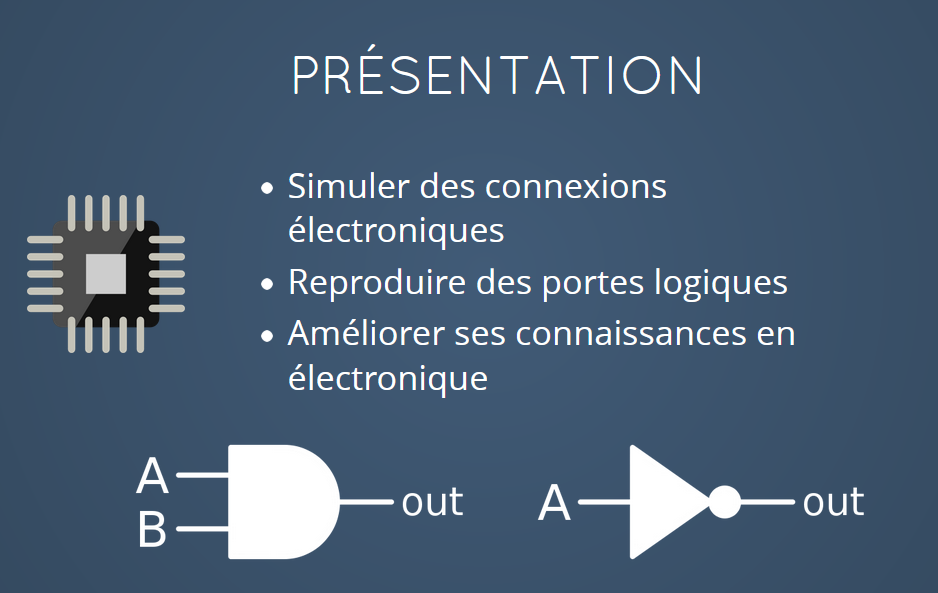 PRÉSENTATION
• Simuler des connexions
électroniques
• Reproduire des portes logiques
• Améliorer ses connaissances en
électronique
A
B
out
A
out